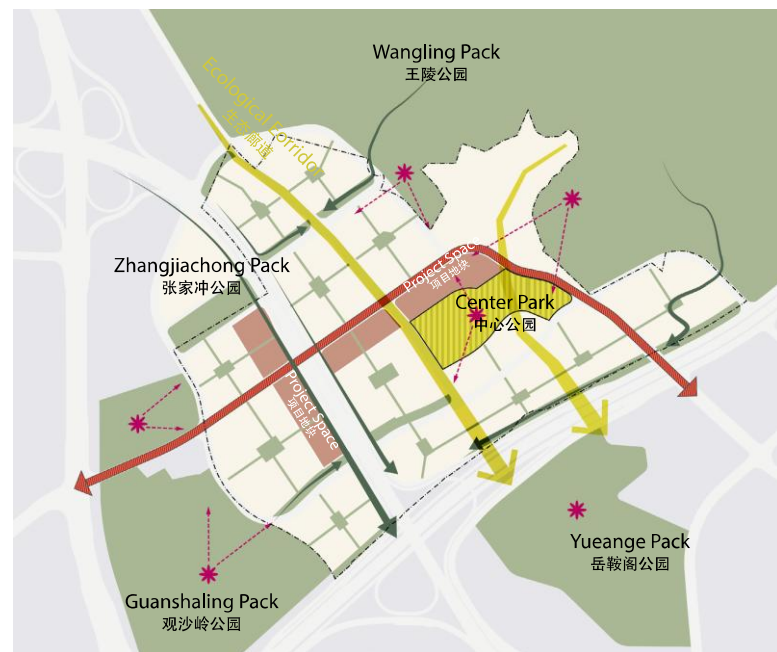 Wangling Pack
王陵公园
Ecological Eorridor
生态廊道
Zhangjiachong Pack
张家冲公园
Project Space
项目地块
Center Park
中心公园
Project Space
项目地块
Yueange Pack
岳鞍阁公园
Guanshaling Pack
观沙岭公园